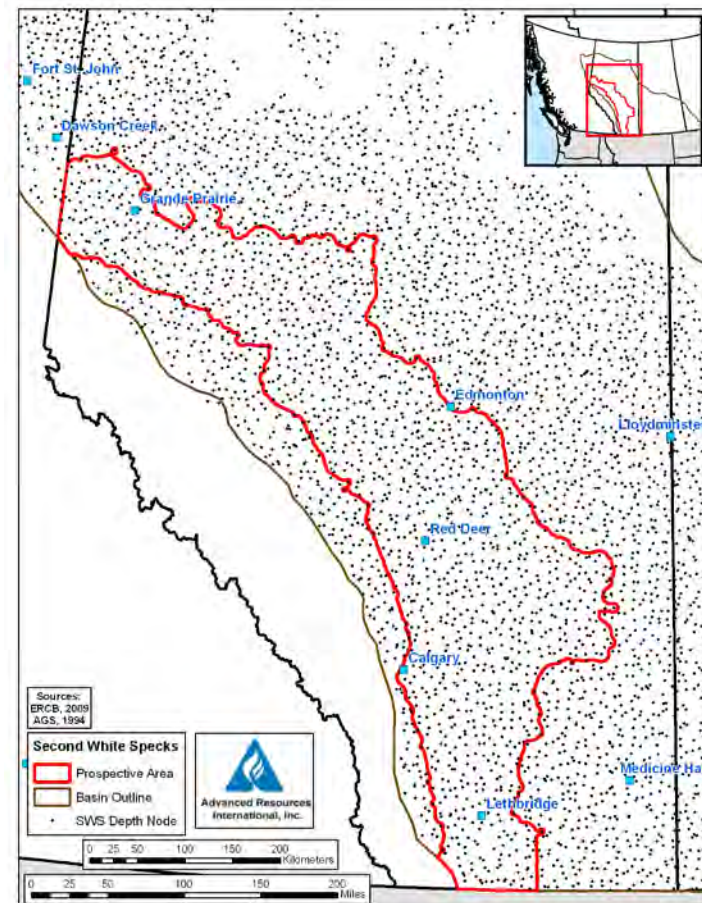 Fort St. John
Dawson Creek
Grande Prairie
Edmonton
Lloydminste
Red Deer
Calgary
Sources:
ERCB, 2009
AGS, 1994
Second White Specks
Prospective Area
Basin Outline
SWS Depth Node
Advanced Resources
International, Inc.
Medicine Ha
Lethbridge
0 25 50 100 150 200
Kilometers
0 25 50 100 150 200
Miles